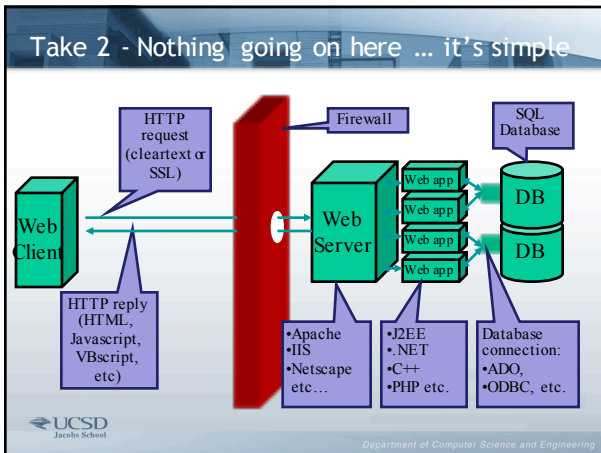 Take 2 - Nothing going on here ... it's simple
HTTP
request
(cleartext or
SSL)
Firewall
SQL
Database
Web
Client
Web
Server
Web app
Web app
Web app
Web app
DB
DB
HTTP reply
(HTML,
Javascript,
VBscript,
etc)
•Apache
•IIS
•Netscape
etc...
•J2EE
•.NET
•C++
•PHP etc.
Database
connection:
•ADO,
•ODBC, etc.
UCSD
Jacobs School
Department of Computer Science and Engineering